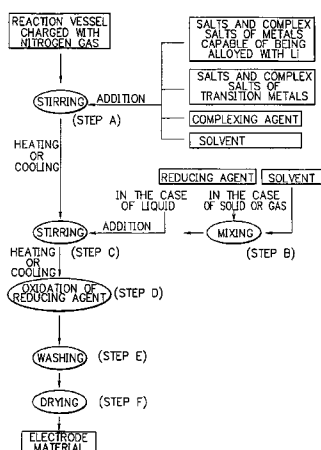 REACTION VESSEL
CHARGED WITH
NITROGEN GAS
SALTS AND COMPLEX
SALTS OF METALS
CAPABLE OF BEING
ALLOYED WITH Li
STIRRING
ADDITION
(STEP A)
SALTS AND COMPLEX
SALTS OF
TRANSITION METALS
COMPLEXING AGENT
SOLVENT
HEATING
OR
COOLING
REDUCING AGENT
SOLVENT
IN THE CASE
OF LIQUID
IN THE CASE
OF SOLID OR GAS
STIRRING
ADDITION
MIXING
(STEP C)
(STEP B)
HEATING
OR
COOLING
OXIDATION OF
REDUCING AGENT
(STEP D)
WASHING
(STEP E)
DRYING
(STEP F)
ELECTRODE
MATERIAL